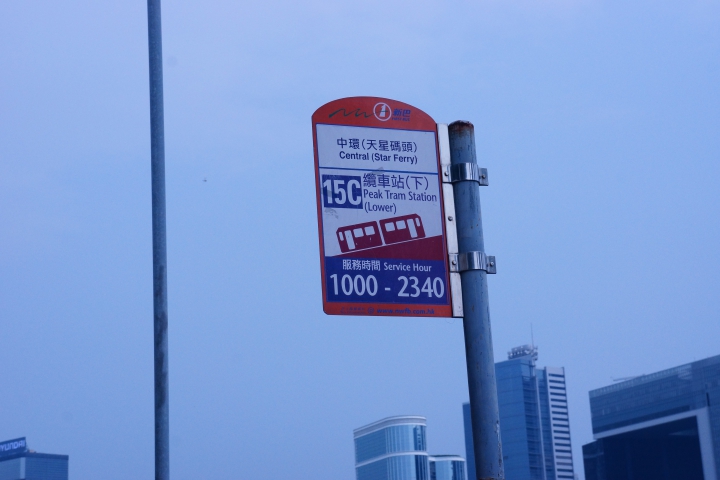 新巴
中環(天星碼頭)
Central (Star Ferry)
15C
纜車站(下)
Peak Tram Station
(Lower)
服務時間 Service Hour
1000 - 2340
HYUNDAI